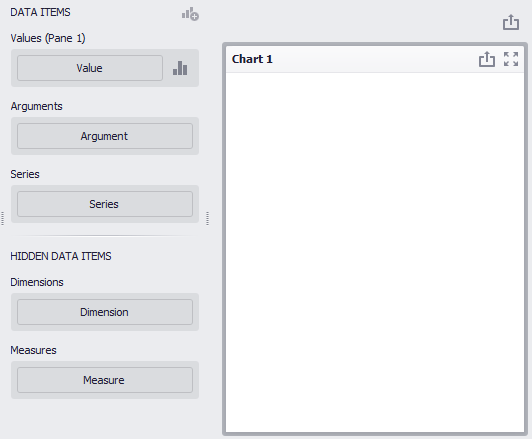 DATA ITEMS
Values (Pane 1)
Value
Arguments
Argument
Series
Series
HIDDEN DATA ITEMS
Dimensions
Dimension
Measures
Measure
Chart 1